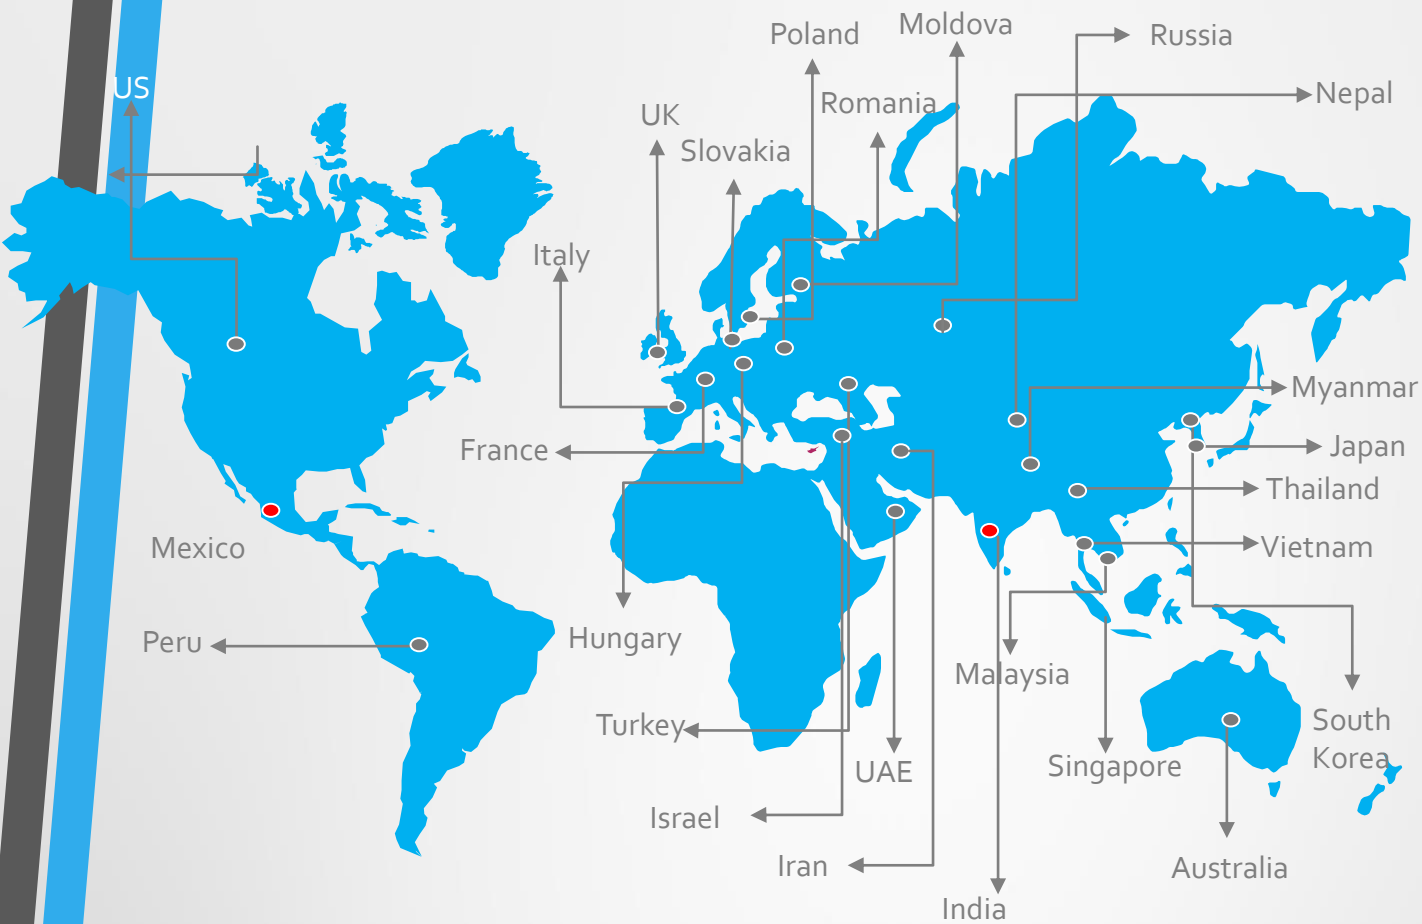 Moldova
Poland
Russia
US
Nepal
Romania
UK
Slovakia
Italy
Myanmar
France
Japan
Thailand
Mexico
Vietnam
Peru
Hungary
Malaysia
Turkey
South
Korea
UAE
Singapore
Israel
Iran
Australia
India